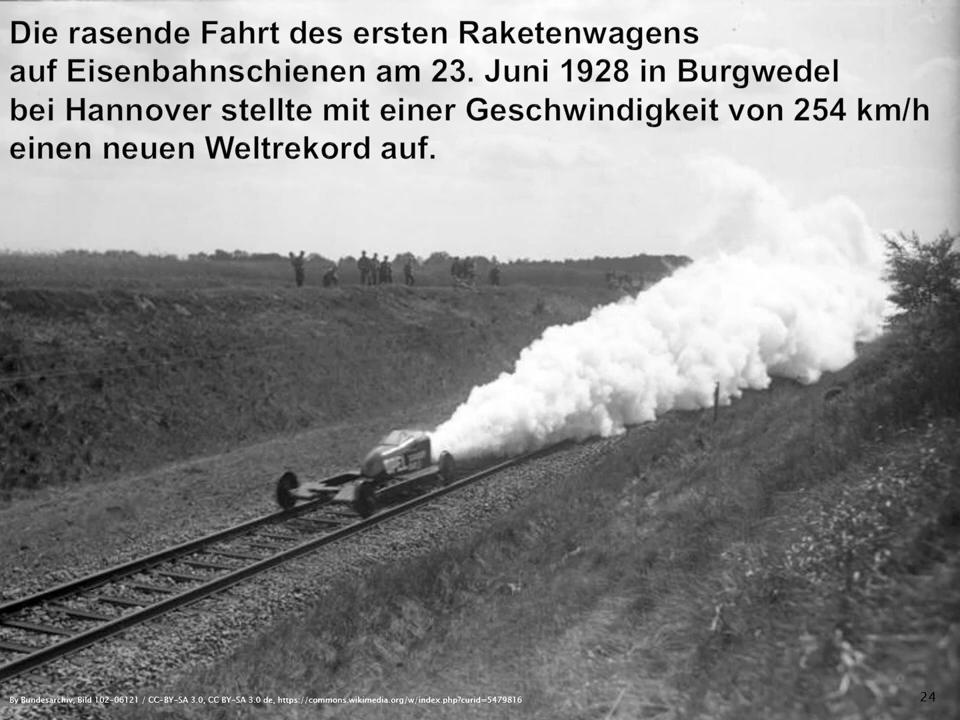 Die rasende Fahrt des ersten Raketenwagens
auf Eisenbahnschienen am 23. Juni 1928 in Burgwedel
bei Hannover stellte mit einer Geschwindigkeit von 254 km/h
einen neuen Weltrekord auf.
By Bundesarchiv, Bild 102-06121 / CC-BY-SA 3.0, CC BY-SA 3.0 de, https://commons.wikimedia.org/w/index.php?curid=5479816
24